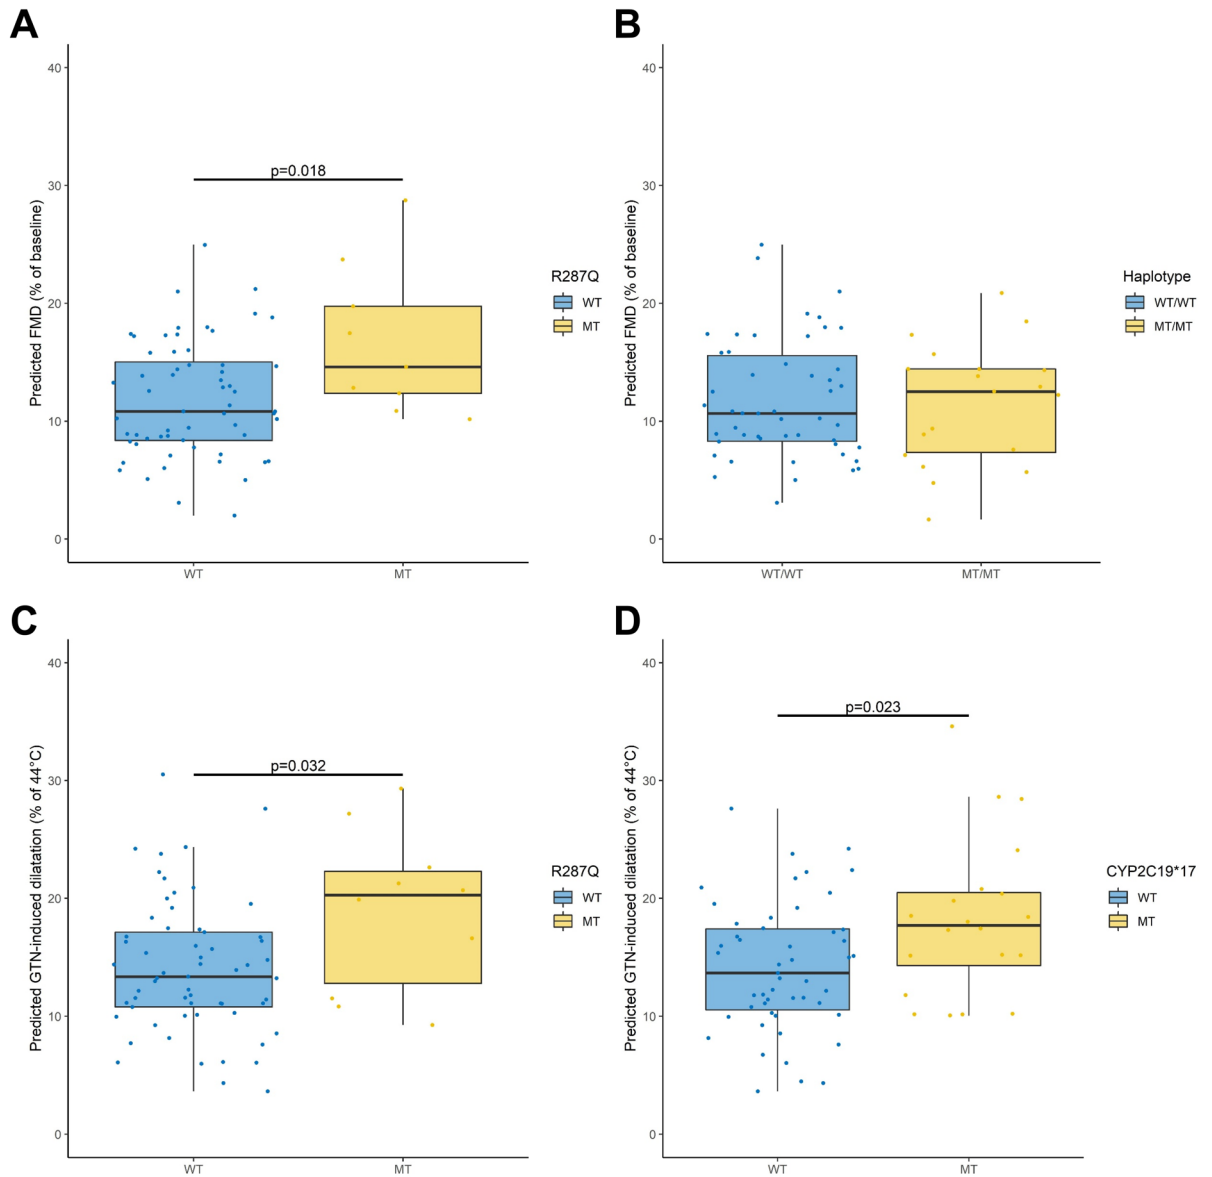 A
Predicted FMD (% of baseline)
40
30
20
10
0
p=0.018
WT
MT
R287Q
WT
MT
B
Predicted FMD (% of baseline)
40
30
20
10
0
WT/WT
MT/MT
Haplotype
WT/WT
MT/MT
C
Predicted GTN-induced dilatation (% of 44°C)
40
30
20
10
0
p=0.032
WT
MT
R287Q
WT
MT
D
Predicted GTN-induced dilatation (% of 44°C)
40
30
20
10
0
p=0.023
WT
MT
CYP2C19*17
WT
MT